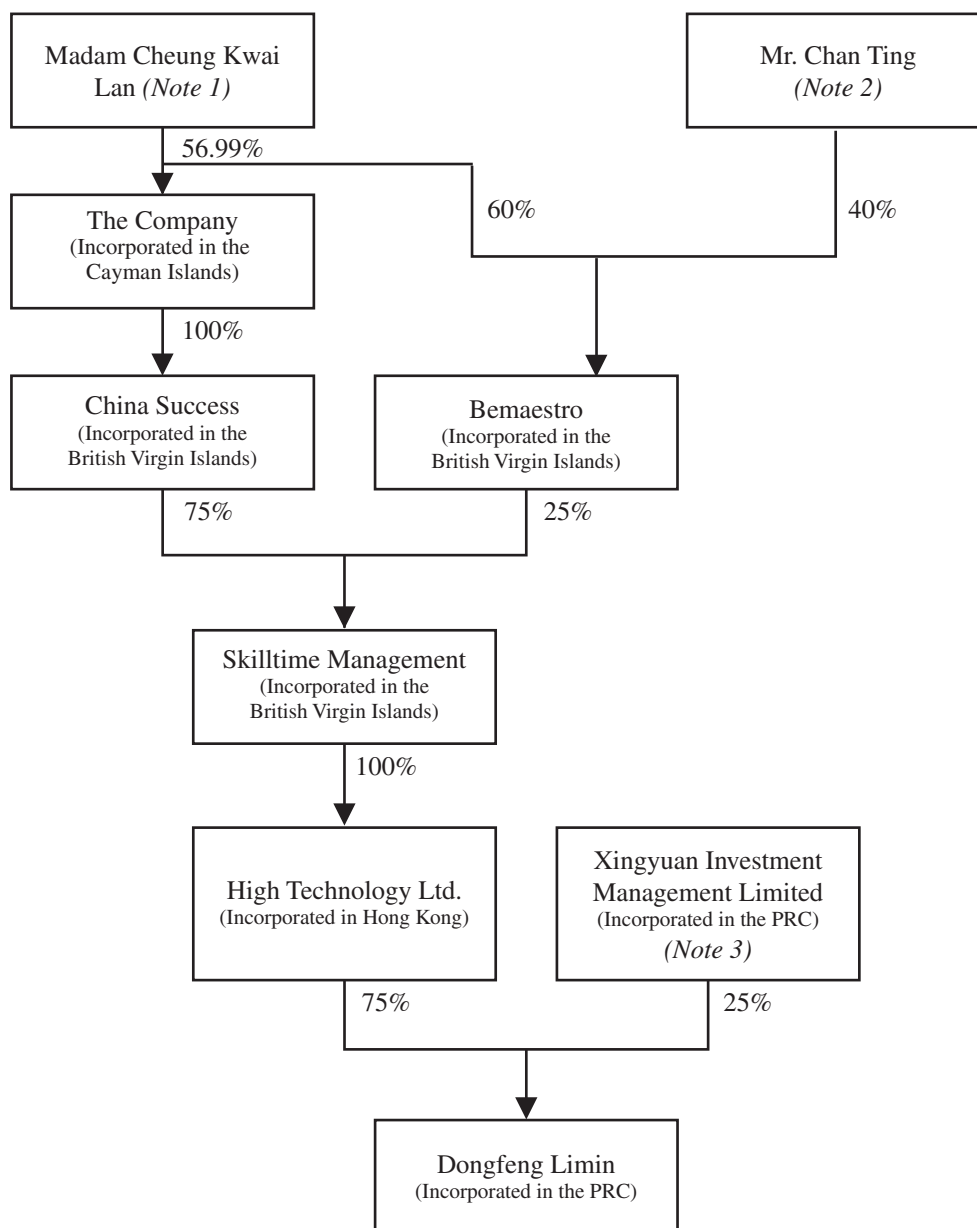 Madam Cheung Kwai
Lan (Note 1)
Mr. Chan Ting
(Note 2)
56.99%
60%
40%
The Company
(Incorporated in the
Cayman Islands)
100%
China Success
(Incorporated in the
British Virgin Islands)
Bemaestro
(Incorporated in the
British Virgin Islands)
75%
25%
Skilltime Management
(Incorporated in the
British Virgin Islands)
100%
High Technology Ltd.
(Incorporated in Hong Kong)
Xingyuan Investment
Management Limited
(Incorporated in the PRC)
(Note 3)
75%
25%
Dongfeng Limin
(Incorporated in the PRC)